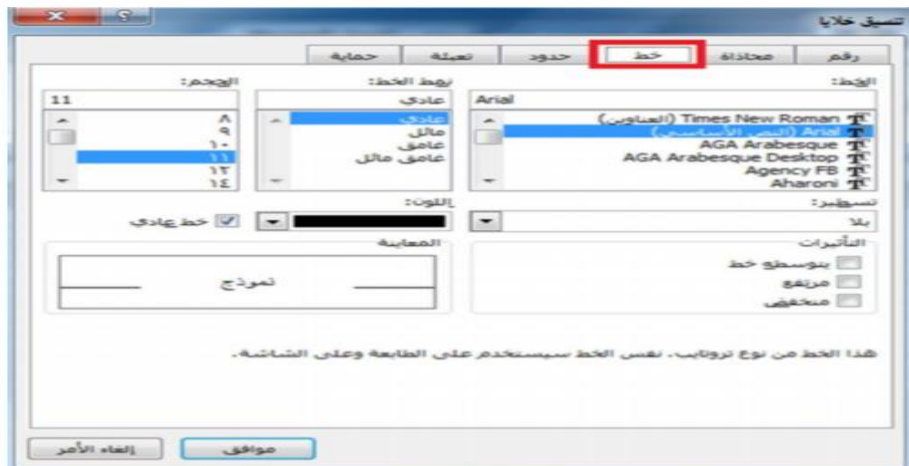 تنسيق خلايا
رقم محاذاة خط حدود تعبئة حماية
الخط: نمط الخط: الحجم:
Arial عادي 11
Times New Roman (العناوين) عادي ٨
Arial (النص الأساسي) مائل ٩
AGA Arabesque غامق ١٠
AGA Arabesque Desktop غامق مائل ١١
Agency FB ١٢
Aharoni ١٤
تسطير: اللون:
بلا خط عادي
التأثيرات المعاينة
يتوسطه خط
مرتفع
منخفض
نموذج
هذا الخط من نوع تروتايب. نفس الخط سيستخدم على الطابعة وعلى الشاشة.
موافق إلغاء الأمر